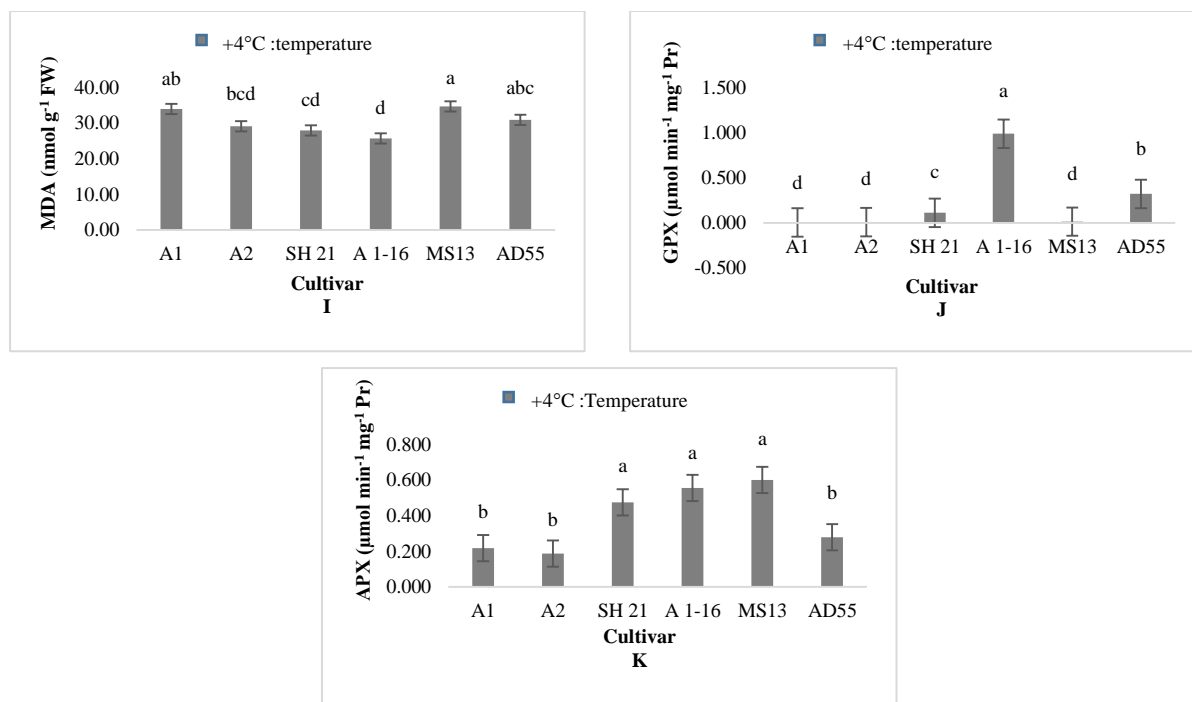 +4°C :temperature
MDA (nmol g-1 FW)
40.00
30.00
20.00
10.00
0.00
ab
bcd
cd
d
a
abc
A1 A2 SH 21 A 1-16 MS13 AD55
Cultivar
I
+4°C :temperature
GPX (µmol min-1 mg-1 Pr)
1.500
1.000
0.500
0.000
-0.500
d
d
c
a
d
b
A1 A2 SH 21 A 1-16 MS13 AD55
Cultivar
J
+4°C :Temperature
APX (µmol min-1 mg-1 Pr)
0.800
0.600
0.400
0.200
0.000
b
b
a
a
a
b
A1 A2 SH 21 A 1-16 MS13 AD55
Cultivar
K